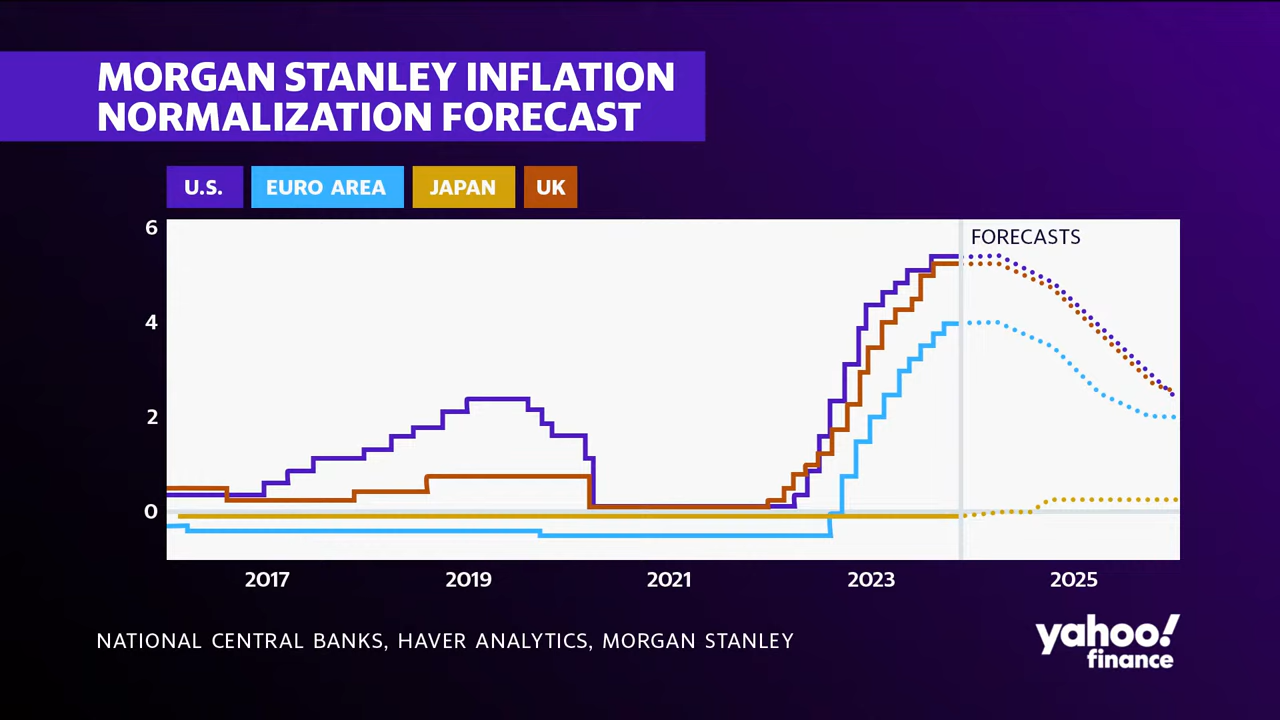 MORGAN STANLEY INFLATION
NORMALIZATION FORECAST
U.S. EURO AREA JAPAN UK
FORECASTS
6
4
2
0
2017 2019 2021 2023 2025
NATIONAL CENTRAL BANKS, HAVER ANALYTICS, MORGAN STANLEY
yahoo!
finance